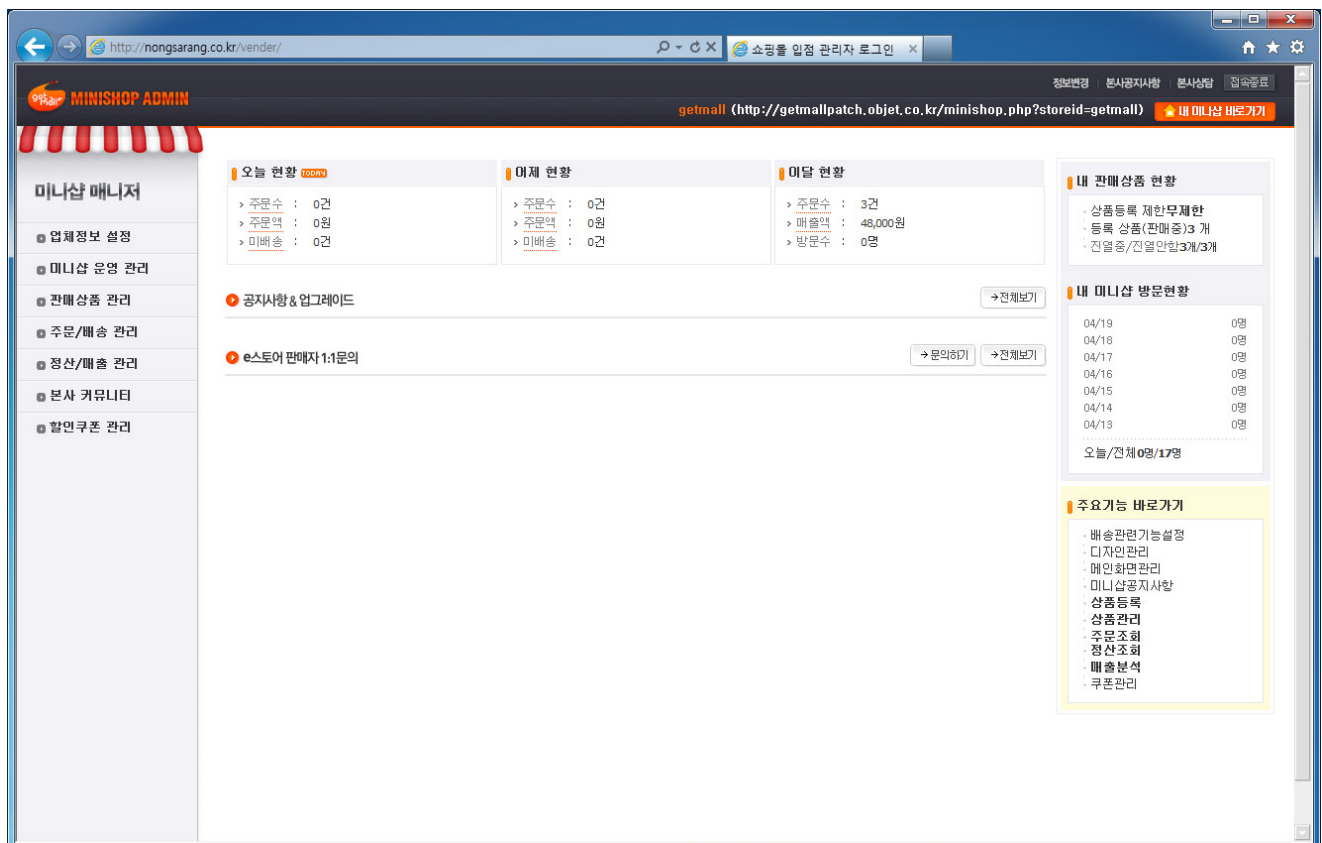 http://nongsarang.co.kr/vender/
쇼핑몰 입점 관리자 로그인
getmall MINISHOP ADMIN
정보변경 본사공지사항 본사상담 접속종료
getmall (http://getmallpatch.objet.co.kr/minishop.php?storeid=getmall) 내 미니샵 바로가기
미니샵 매니저
업체정보 설정
미니샵 운영 관리
판매상품 관리
주문/배송 관리
정산/매출 관리
본사 커뮤니티
할인쿠폰 관리
오늘 현황 TODAY
주문수 : 0건
주문액 : 0원
미배송 : 0건
어제 현황
주문수 : 0건
주문액 : 0원
미배송 : 0건
이달 현황
주문수 : 3건
매출액 : 48,000원
방문수 : 0명
공지사항 & 업그레이드
→전체보기
e스토어 판매자 1:1문의
→문의하기 →전체보기
내 판매상품 현황
상품등록 제한무제한
등록 상품(판매중)3 개
진열중/진열안함3개/3개
내 미니샵 방문현황
04/19 0명
04/18 0명
04/17 0명
04/16 0명
04/15 0명
04/14 0명
04/13 0명
오늘/전체0명/17명
주요기능 바로가기
배송관련기능설정
디자인관리
메인화면관리
미니샵공지사항
상품등록
상품관리
주문조회
정산조회
매출분석
쿠폰관리